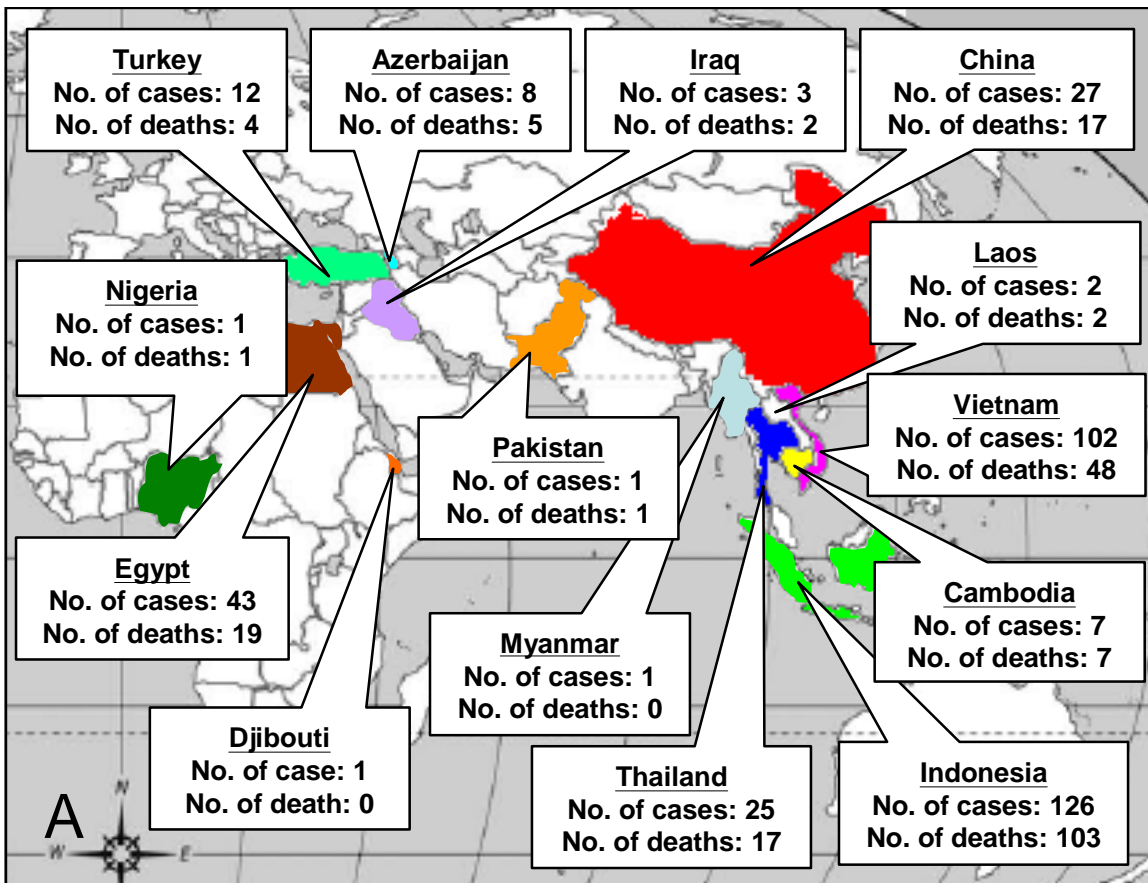 Turkey
No. of cases: 12
No. of deaths: 4
Azerbaijan
No. of cases: 8
No. of deaths: 5
Iraq
No. of cases: 3
No. of deaths: 2
China
No. of cases: 27
No. of deaths: 17
Laos
No. of cases: 2
No. of deaths: 2
Nigeria
No. of cases: 1
No. of deaths: 1
Vietnam
No. of cases: 102
No. of deaths: 48
Pakistan
No. of cases: 1
No. of deaths: 1
Egypt
No. of cases: 43
No. of deaths: 19
Cambodia
No. of cases: 7
No. of deaths: 7
Myanmar
No. of cases: 1
No. of deaths: 0
Djibouti
No. of case: 1
No. of death: 0
Thailand
No. of cases: 25
No. of deaths: 17
Indonesia
No. of cases: 126
No. of deaths: 103
A
N
W
E